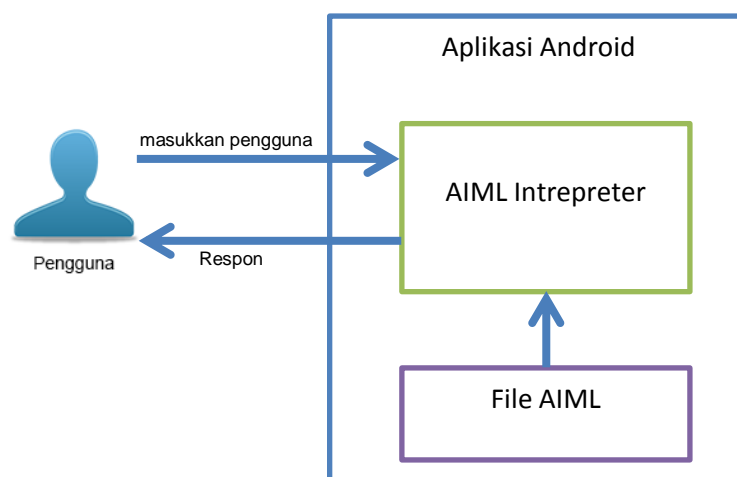 Aplikasi Android
masukkan pengguna
AIML Intrepreter
Respon
Pengguna
File AIML